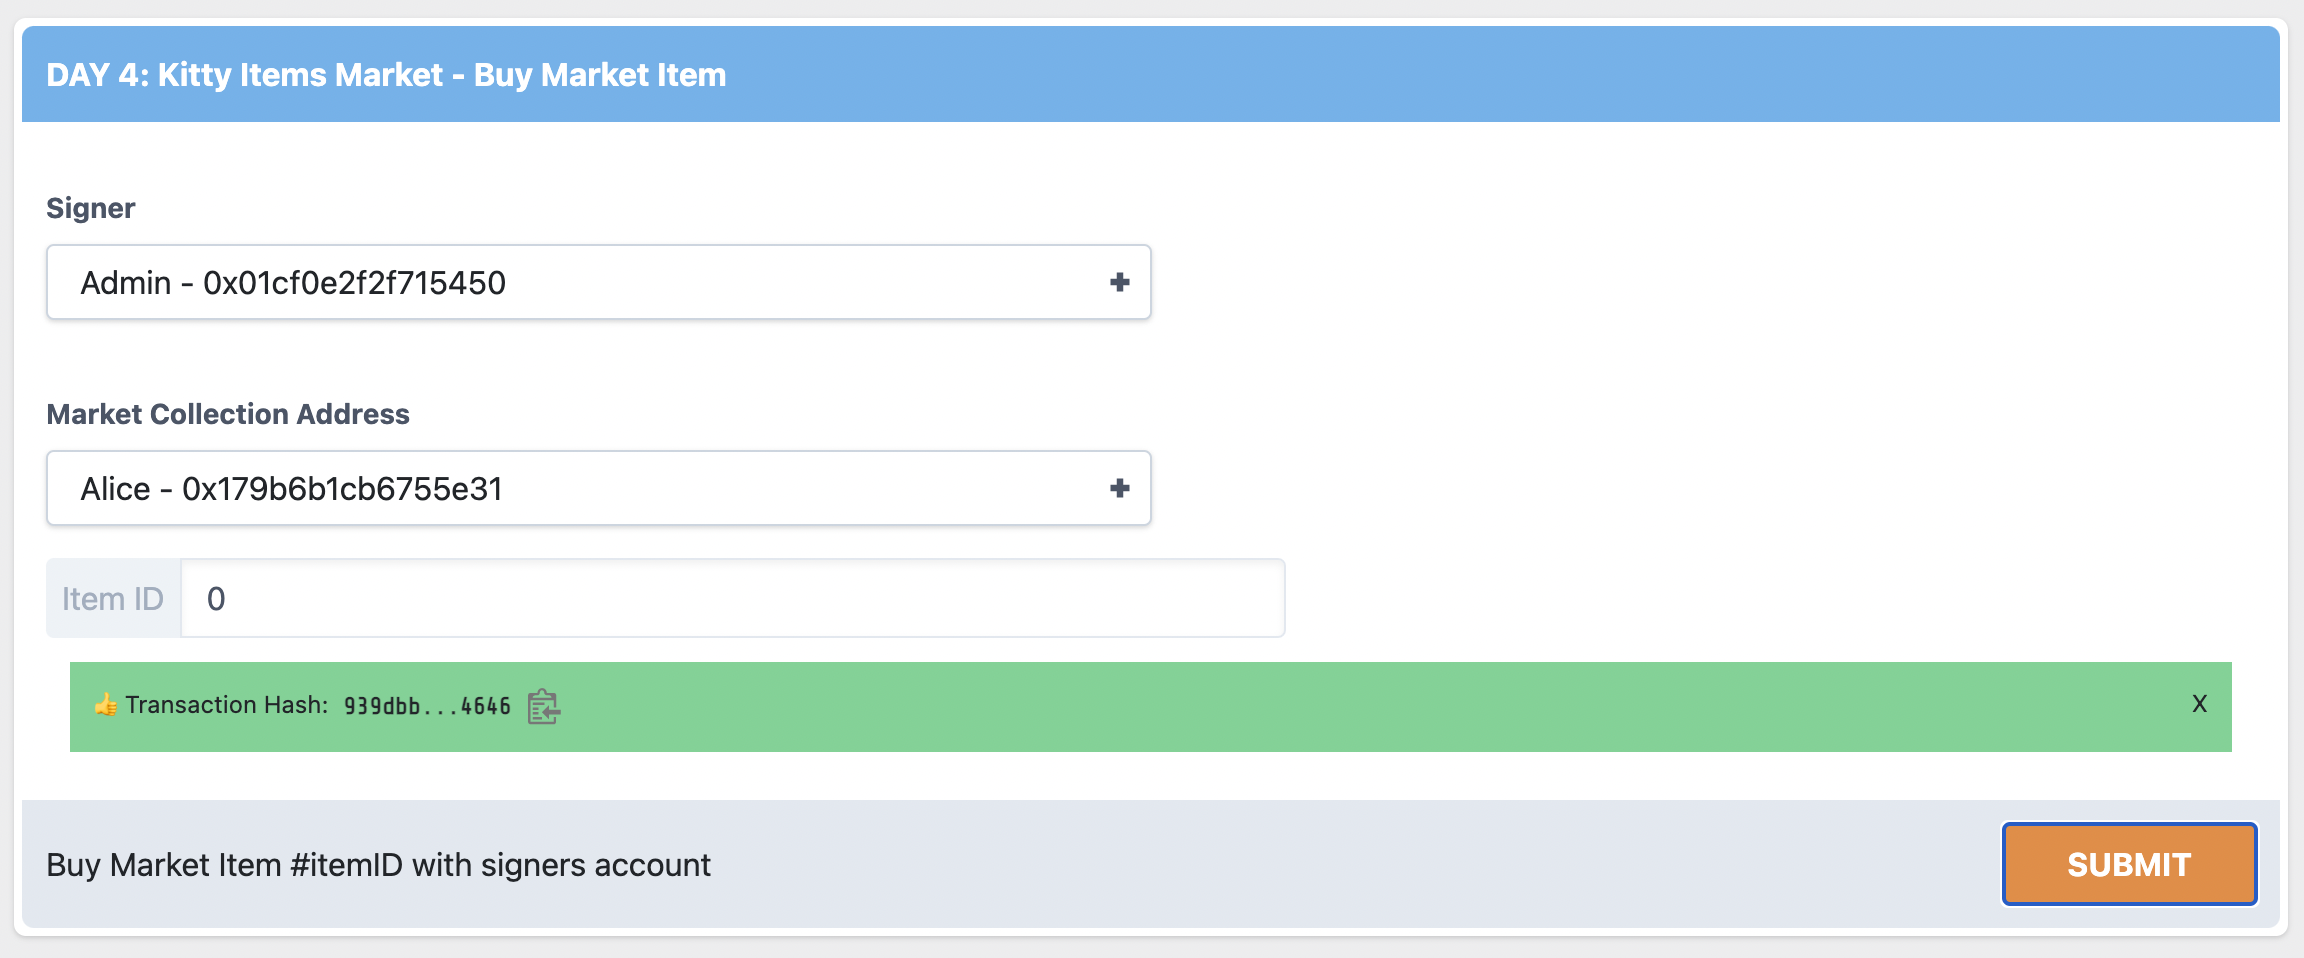 DAY 4: Kitty Items Market - Buy Market Item
Signer
Admin - 0x01cf0e2f2f715450
Market Collection Address
Alice - 0x179b6b1cb6755e31
Item ID 0
👍 Transaction Hash: 939dbb...4646 X
Buy Market Item #itemID with signers account SUBMIT